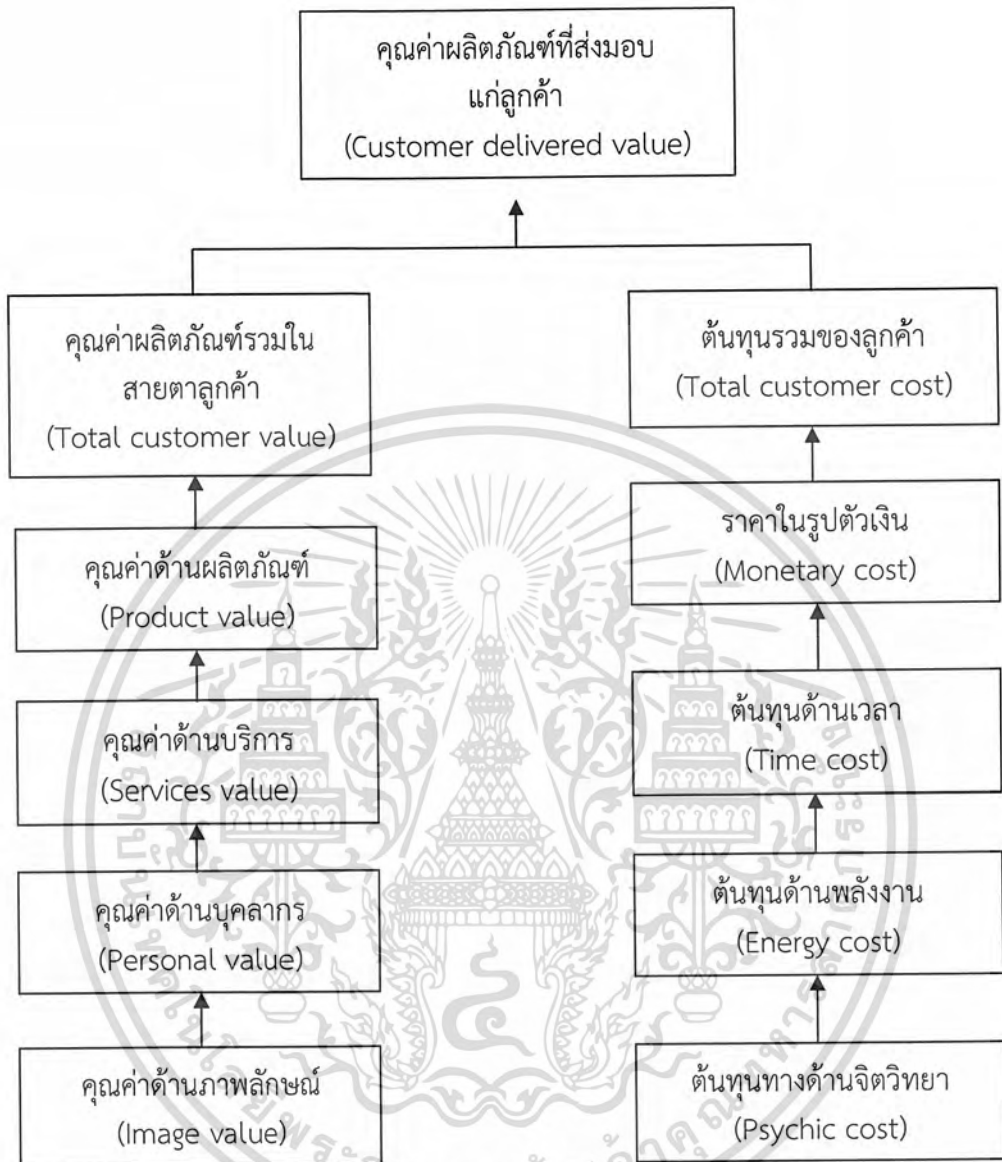 คุณค่าผลิตภัณฑ์ที่ส่งมอบ
แก่ลูกค้า
(Customer delivered value)
คุณค่าผลิตภัณฑ์รวมใน
สายตาลูกค้า
(Total customer value)
ต้นทุนรวมของลูกค้า
(Total customer cost)
คุณค่าด้านผลิตภัณฑ์
(Product value)
ราคาในรูปตัวเงิน
(Monetary cost)
คุณค่าด้านบริการ
(Services value)
ต้นทุนด้านเวลา
(Time cost)
คุณค่าด้านบุคลากร
(Personal value)
ต้นทุนด้านพลังงาน
(Energy cost)
คุณค่าด้านภาพลักษณ์
(Image value)
ต้นทุนทางด้านจิตวิทยา
(Psychic cost)